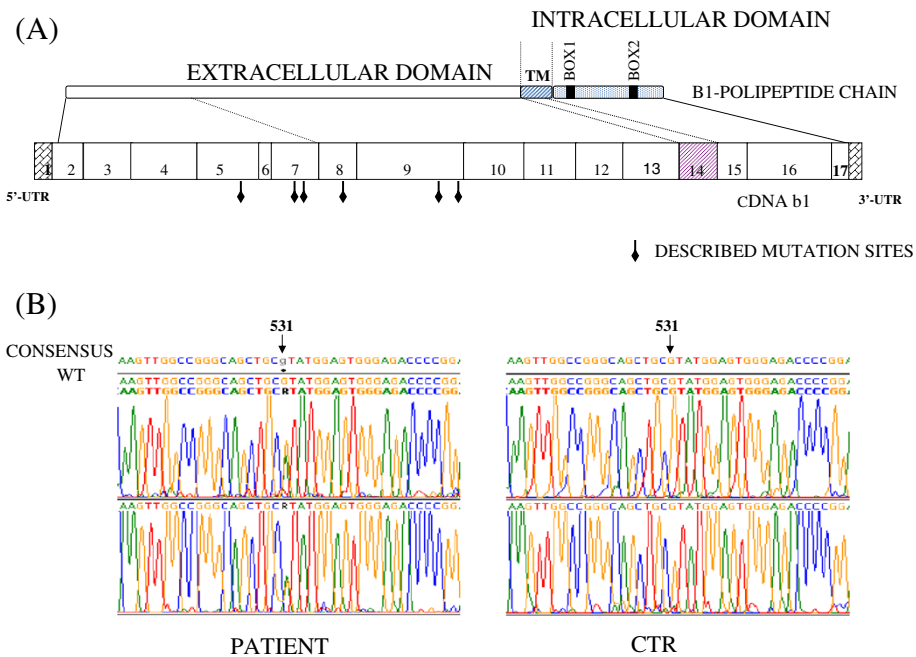 (A)
INTRACELLULAR DOMAIN
EXTRACELLULAR DOMAIN
TM
BOX1
BOX2
B1-POLIPEPTIDE CHAIN
1 2 3 4 5 6 7 8 9 10 11 12 13 14 15 16 17
5'-UTR
cDNA b1
3'-UTR
DESCRIBED MUTATION SITES
(B)
531
531
CONSENSUS
WT
AAGTTGGCCGGGCAGCTGCgTATGGAGTGGGAGACCCCGG
AAGTTGGCCGGGCAGCTGCGTATGGAGTGGGAGACCCCGG.
AAGTTGGCCGGGCAGCTGCRTATGGAGTGGGAGACCCCGG.
AAGTTGGCCGGGCAGCTGCRTATGGAGTGGGAGACCCCGG.
AAGTTGGCCGGGCAGCTGCGTATGGAGTGGGAGACCCCGG
AAGTTGGCCGGGCAGCTGCGTATGGAGTGGGAGACCCCGG
AAGTTGGCCGGGCAGCTGCGTATGGAGTGGGAGACCCCGG
AAGTTGGCCGGGCAGCTGCGTATGGAGTGGGAGACCCCGG
PATIENT
CTR